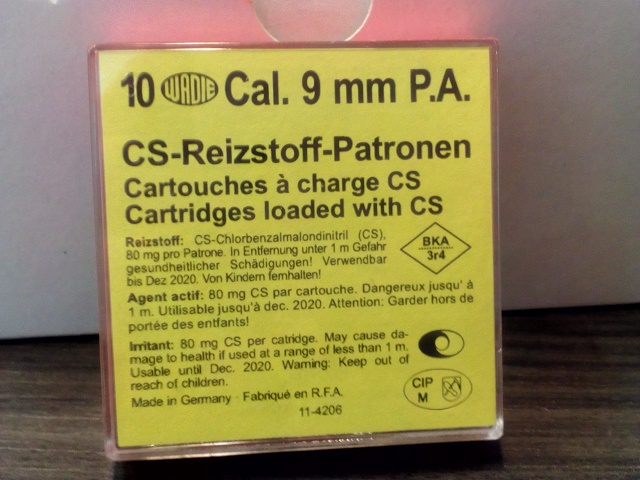 10 WADIE Cal. 9 mm P.A.
CS-Reizstoff-Patronen
Cartouches à charge CS
Cartridges loaded with CS
Reizstoff: CS-Chlorbenzalmalondinitril (CS),
80 mg pro Patrone. In Entfernung unter 1 m Gefahr
gesundheitlicher Schädigungen! Verwendbar
bis Dez 2020. Von Kindern fernhalten!
BKA
3r4
Agent actif: 80 mg CS par cartouche. Dangereux jusqu' à
1 m. Utilisable jusqu'à dec. 2020. Attention: Garder hors de
portée des entfants!
Irritant: 80 mg CS per catridge. May cause da-
mage to health if used at a range of less than 1 m.
Usable until Dec. 2020. Warning: Keep out of
reach of children.
CIP
M
Made in Germany · Fabriqué en R.F.A.
11-4206